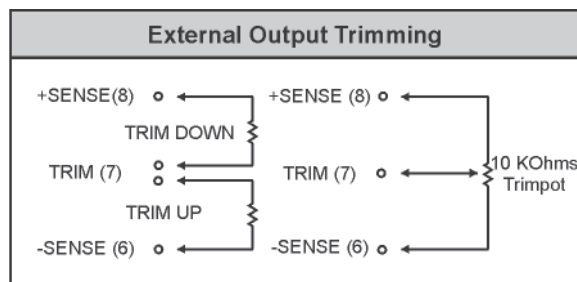 External Output Trimming
+SENSE(8)
TRIM DOWN
TRIM (7)
TRIM UP
-SENSE (6)
+SENSE (8)
TRIM (7)
10 KOhms
Trimpot
-SENSE (6)